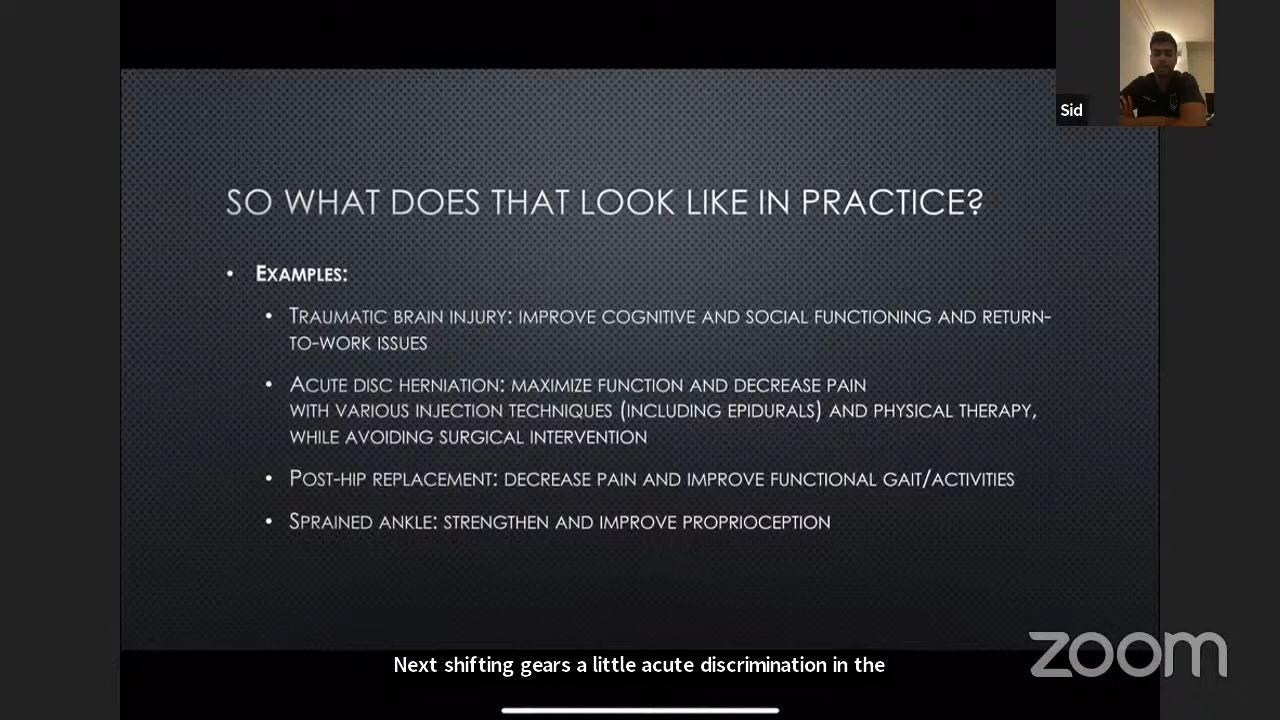 Sid
SO WHAT DOES THAT LOOK LIKE IN PRACTICE?
• EXAMPLES:
• TRAUMATIC BRAIN INJURY: IMPROVE COGNITIVE AND SOCIAL FUNCTIONING AND RETURN-
TO-WORK ISSUES
• ACUTE DISC HERNIATION: MAXIMIZE FUNCTION AND DECREASE PAIN
WITH VARIOUS INJECTION TECHNIQUES (INCLUDING EPIDURALS) AND PHYSICAL THERAPY,
WHILE AVOIDING SURGICAL INTERVENTION
• POST-HIP REPLACEMENT: DECREASE PAIN AND IMPROVE FUNCTIONAL GAIT/ACTIVITIES
• SPRAINED ANKLE: STRENGTHEN AND IMPROVE PROPRIOCEPTION
zoom
Next shifting gears a little acute discrimination in the